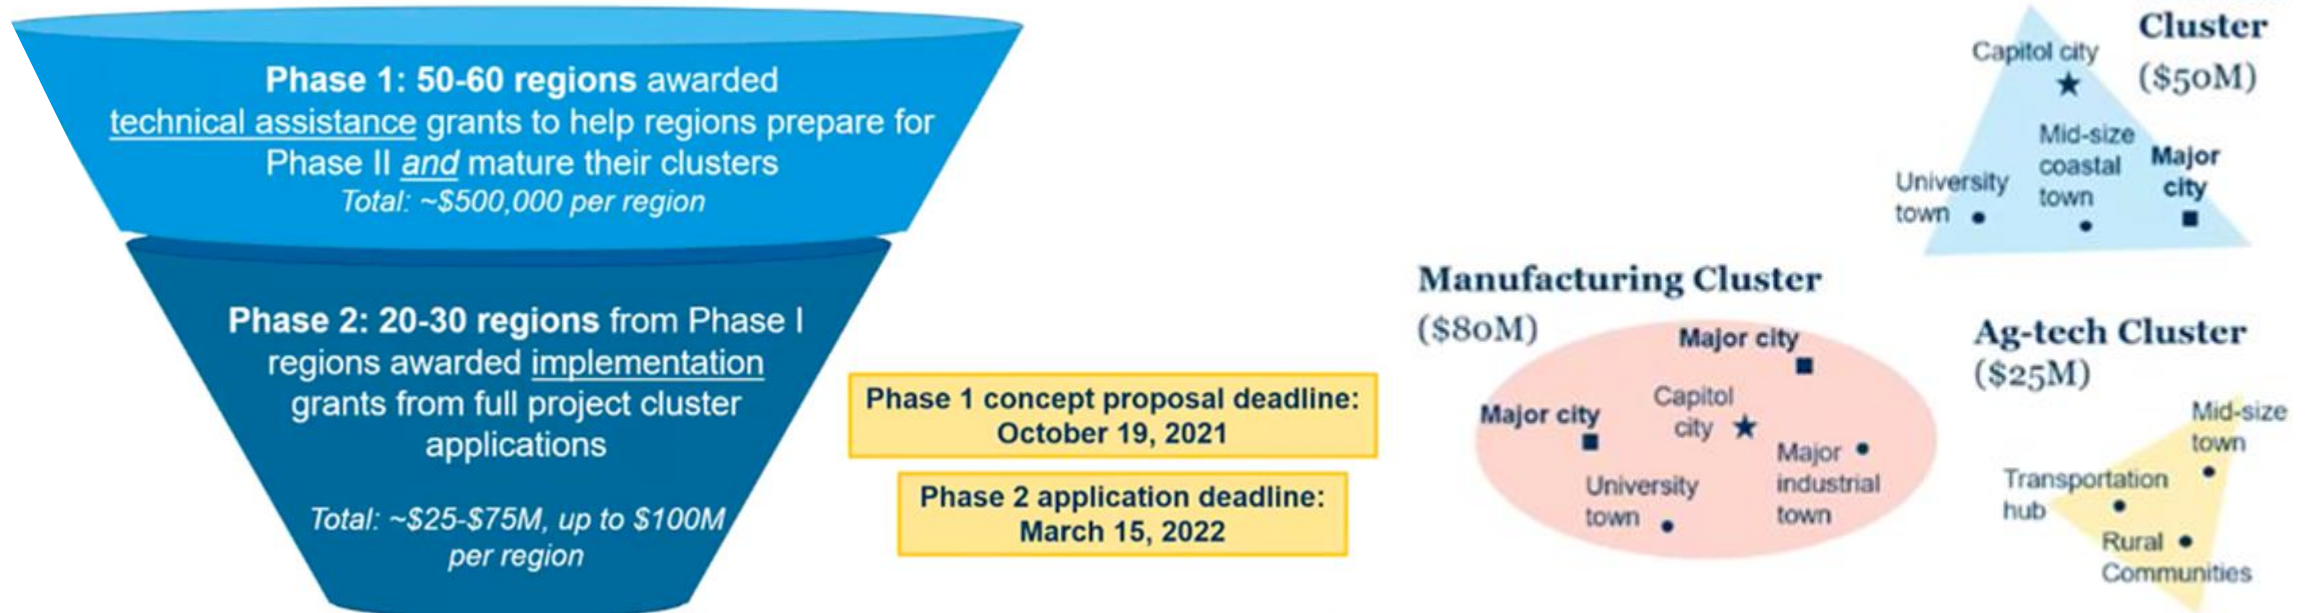 Phase 1: 50-60 regions awarded
technical assistance grants to help regions prepare for
Phase II and mature their clusters
Total: ~$500,000 per region
Phase 2: 20-30 regions from Phase I
regions awarded implementation
grants from full project cluster
applications
Total: ~$25-$75M, up to $100M
per region
Phase 1 concept proposal deadline:
October 19, 2021
Phase 2 application deadline:
March 15, 2022
Cluster
($50M)
Capitol city
Mid-size
coastal
town
Major
city
University
town
Manufacturing Cluster
($80M)
Major city
Major city
Capitol
city
Major
industrial
town
University
town
Ag-tech Cluster
($25M)
Mid-size
town
Transportation
hub
Rural
Communities